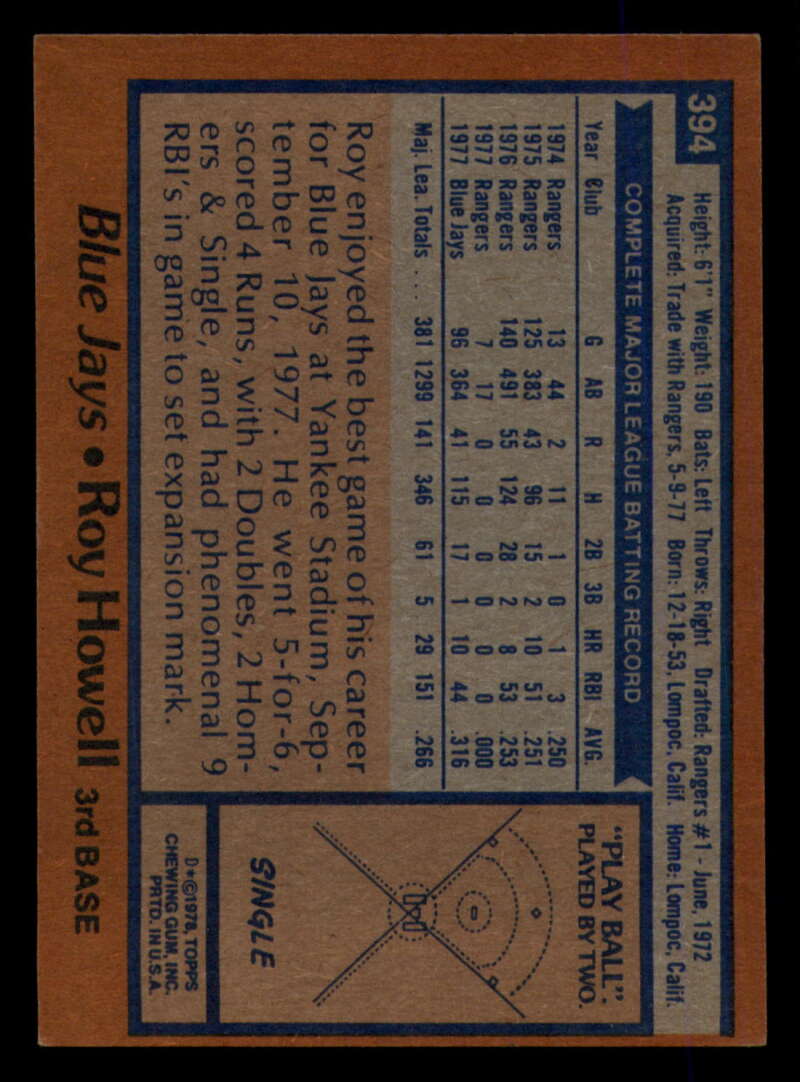 394
Height: 6'1" Weight: 190 Bats: Left Throws: Right Drafted: Rangers #1 - June, 1972
Acquired: Trade with Rangers, 5-9-77 Born: 12-18-53, Lompoc, Calif. Home: Lompoc, Calif.
COMPLETE MAJOR LEAGUE BATTING RECORD
Year Club G AB R H 2B 3B HR RBI AVG.
1974 Rangers 13 44 2 11 1 0 1 3 .250
1975 Rangers 125 383 43 96 15 2 10 51 .251
1976 Rangers 140 491 55 124 28 2 8 53 .253
1977 Rangers 7 17 0 0 0 0 0 0 .000
1977 Blue Jays 96 364 41 115 17 1 10 44 .316
Maj. Lea. Totals ... 381 1299 141 346 61 5 29 151 .266
Roy enjoyed the best game of his career
for Blue Jays at Yankee Stadium, Sep-
tember 10, 1977. He went 5-for-6,
scored 4 Runs, with 2 Doubles, 2 Hom-
ers & Single, and had phenomenal 9
RBI's in game to set expansion mark.
"PLAY BALL":
PLAYED BY TWO.
SINGLE
D*©1978, TOPPS
CHEWING GUM, INC.
PRTD. IN U.S.A.
Blue Jays • Roy Howell 3rd BASE